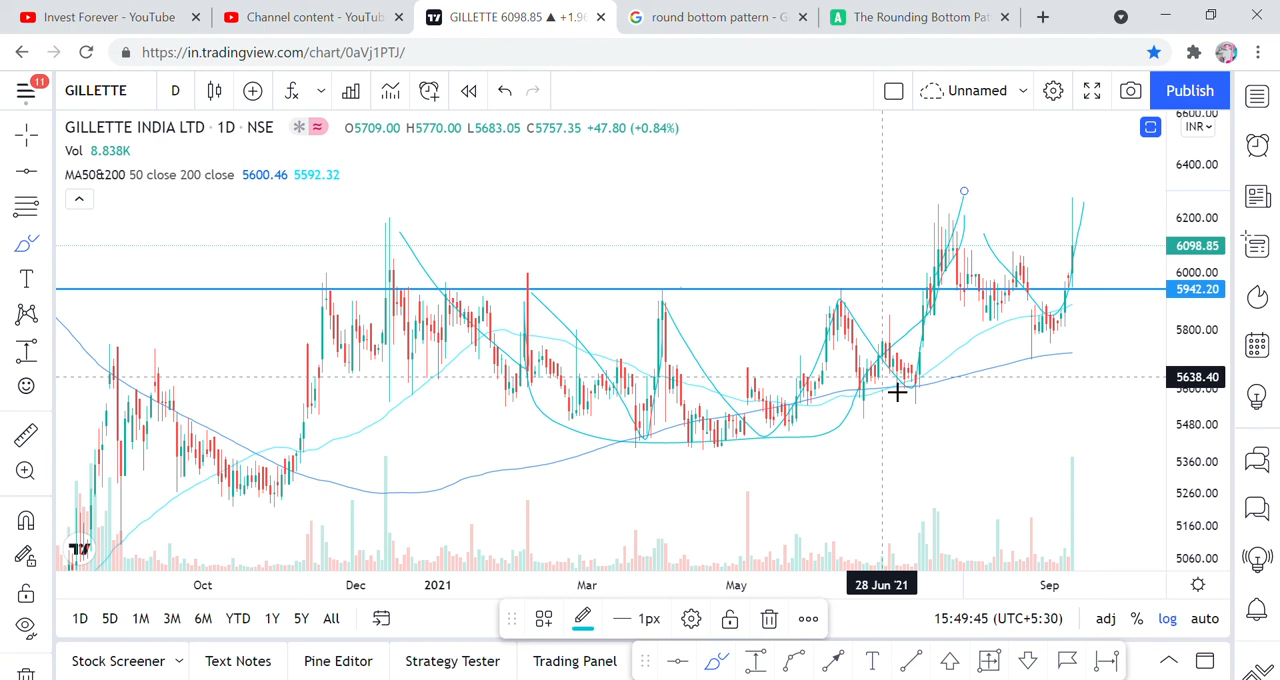 Invest Forever - YouTube
Channel content - YouTub
GILLETTE 6098.85 ▲ +1.9
round bottom pattern - G
The Rounding Bottom Pat
https://in.tradingview.com/chart/0aVj1PTJ/
11
GILLETTE
D
Unnamed
Publish
GILLETTE INDIA LTD · 1D · NSE
O5709.00 H5770.00 L5683.05 C5757.35 +47.80 (+0.84%)
Vol 8.838K
MA50&200 50 close 200 close 5600.46 5592.32
6600.00
INR
6400.00
6200.00
6098.85
6000.00
5942.20
5800.00
5638.40
5600.00
5480.00
5360.00
5260.00
5160.00
5060.00
Oct
Dec
2021
Mar
May
28 Jun '21
Sep
1D 5D 1M 3M 6M YTD 1Y 5Y All
1px
15:49:45 (UTC+5:30)
adj % log auto
Stock Screener
Text Notes
Pine Editor
Strategy Tester
Trading Panel